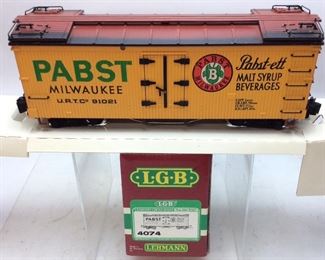 PABST
MILWAUKEE
U.R.T.Co 91021
B
MILWAUKEE
Pabst-ett
MALT SYRUP
BEVERAGES
LGB
PABST
4074
LEHMANN